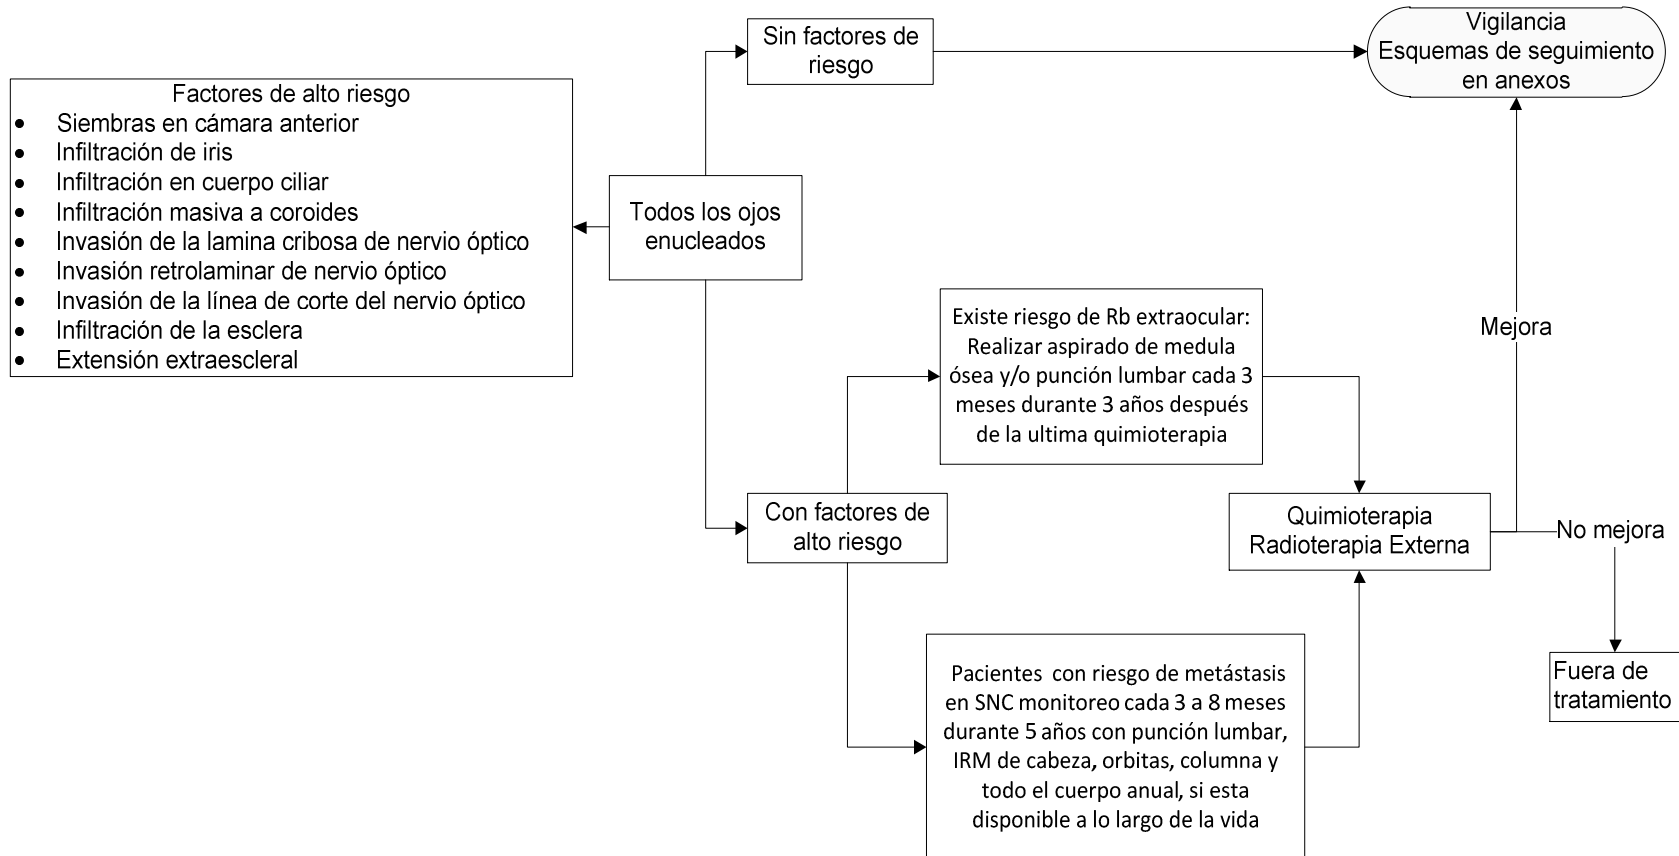 Factores de alto riesgo
• Siembras en cámara anterior
• Infiltración de iris
• Infiltración en cuerpo ciliar
• Infiltración masiva a coroides
• Invasión de la lamina cribosa de nervio óptico
• Invasión retrolaminar de nervio óptico
• Invasión de la línea de corte del nervio óptico
• Infiltración de la esclera
• Extensión extraescleral
Todos los ojos
enucleados
Sin factores de
riesgo
Vigilancia
Esquemas de seguimiento
en anexos
Con factores de
alto riesgo
Existe riesgo de Rb extraocular:
Realizar aspirado de medula
ósea y/o punción lumbar cada 3
meses durante 3 años después
de la ultima quimioterapia
Pacientes con riesgo de metástasis
en SNC monitoreo cada 3 a 8 meses
durante 5 años con punción lumbar,
IRM de cabeza, orbitas, columna y
todo el cuerpo anual, si esta
disponible a lo largo de la vida
Quimioterapia
Radioterapia Externa
Mejora
No mejora
Fuera de
tratamiento